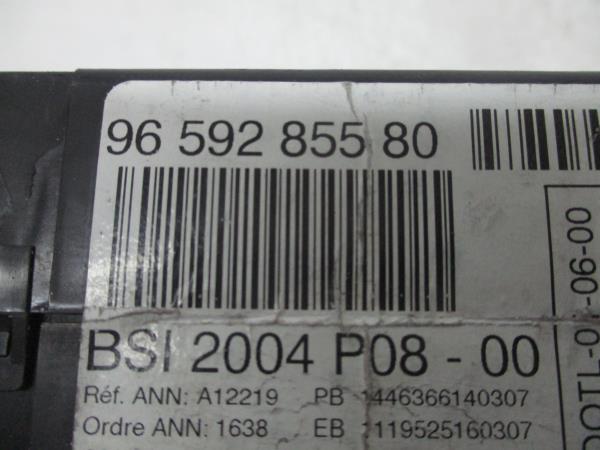 96 592 855 80
BSI 2004 P08 - 00
Réf. ANN: A12219 PB 1446366140307
Ordre ANN: 1638 EB 1119525160307
-06-00